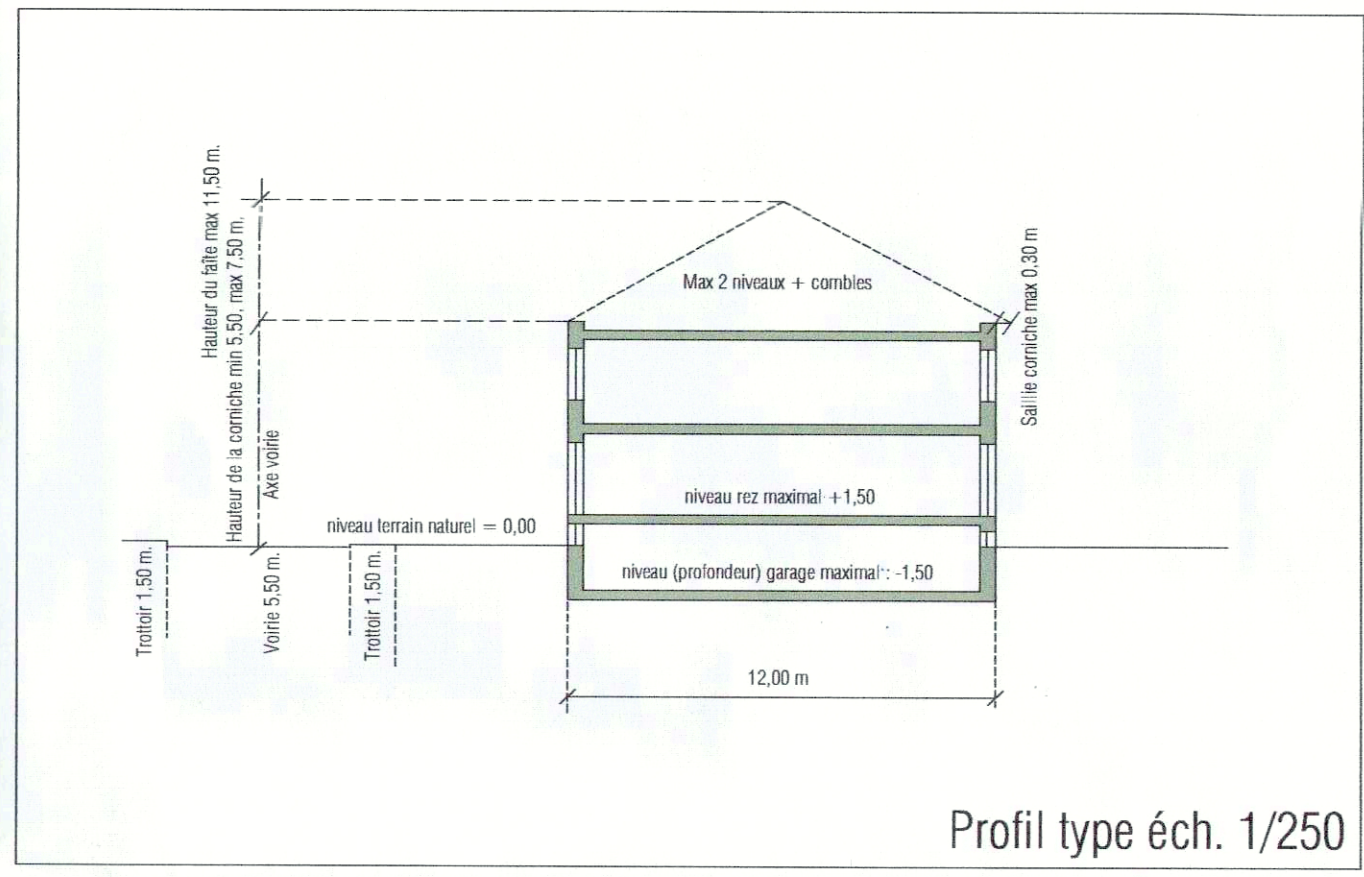 Hauteur du faîte max 11,50 m.
Hauteur de la corniche min 5,50, max 7,50 m.
Axe voirie
Max 2 niveaux + combles
Saillie corniche max 0,30 m
niveau rez maximal +1,50
niveau terrain naturel = 0,00
niveau (profondeur) garage maximal : -1,50
Trottoir 1,50 m.
Voirie 5,50 m.
Trottoir 1,50 m.
12,00 m
Profil type éch. 1/250